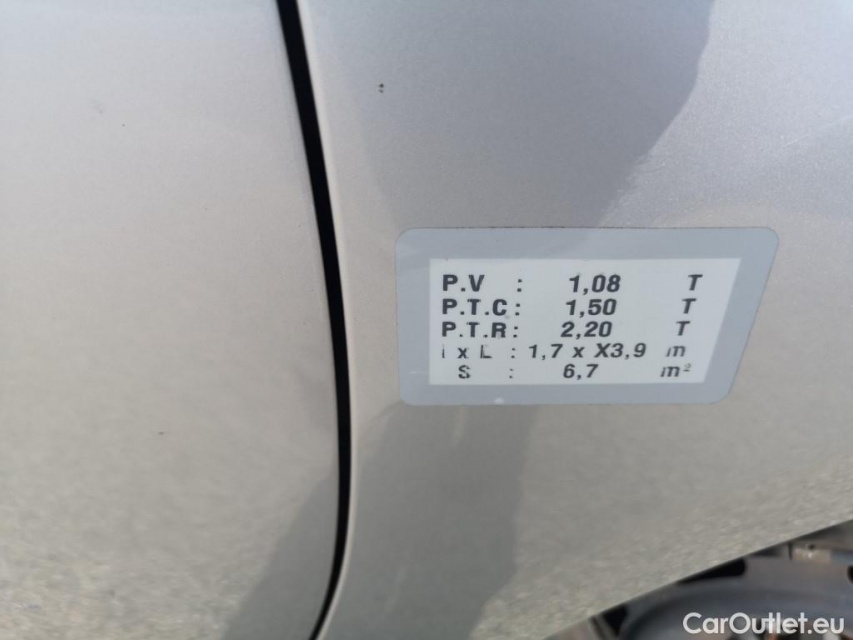 P.V : 1,08 T
P.T.C : 1,50 T
P.T.R : 2,20 T
l x L : 1,7 x X3,9 m
S : 6,7 m²
CarOutlet.eu